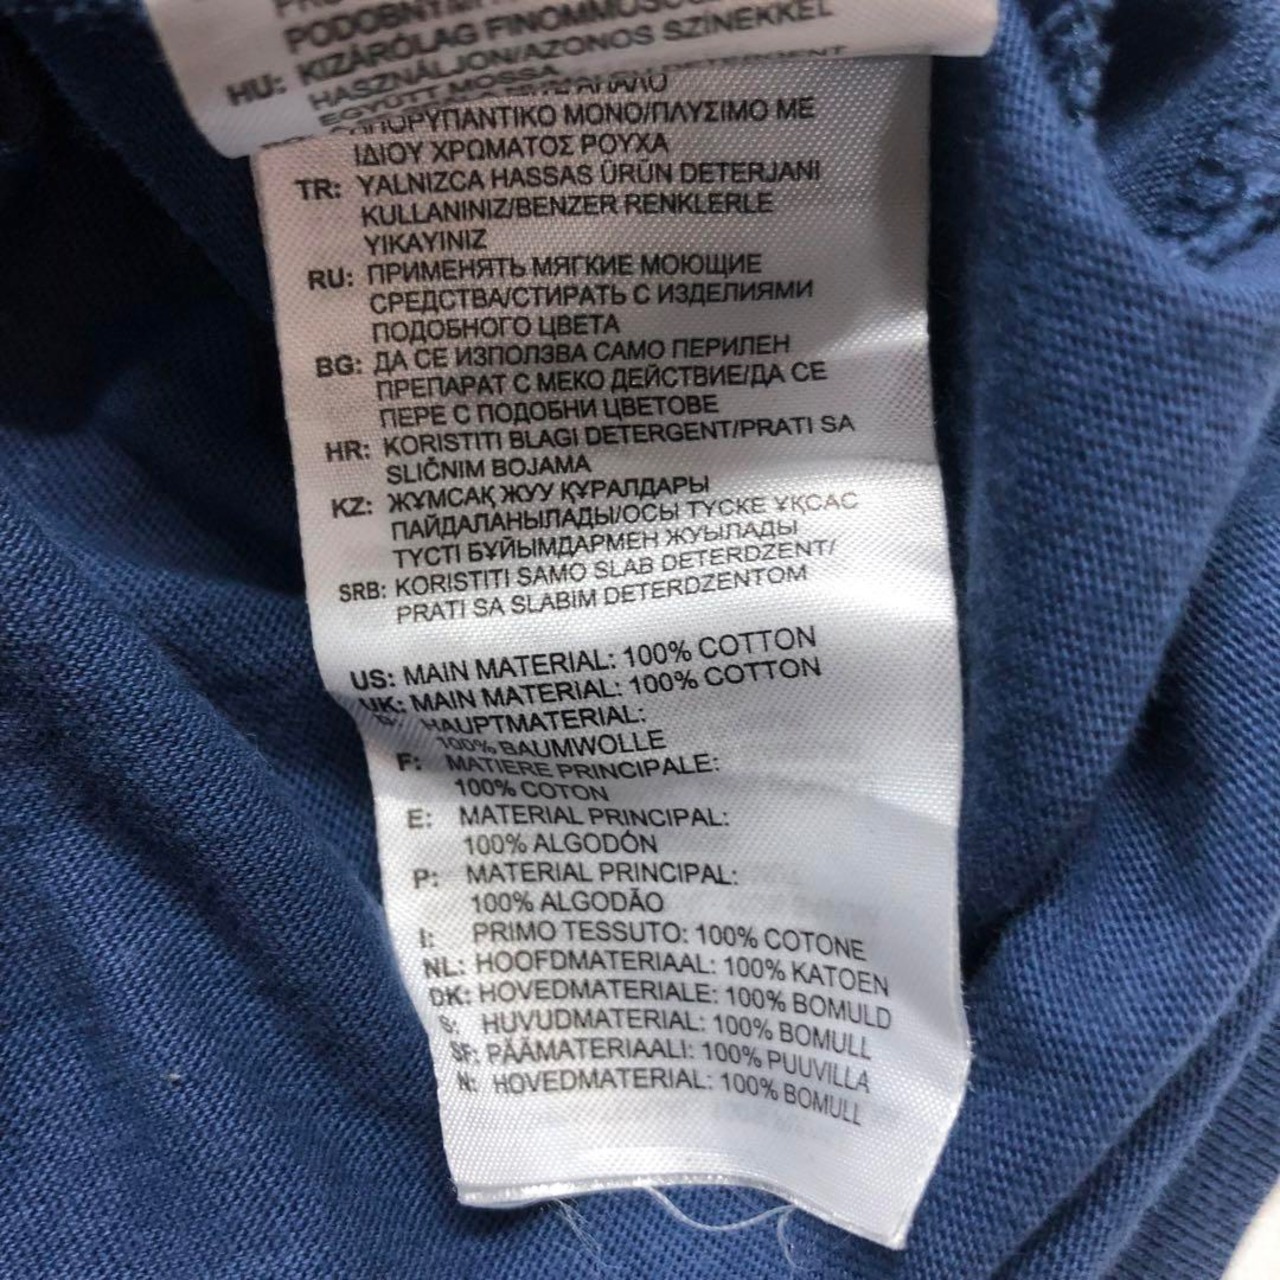 PODOBNÝMI
HU: KIZÁRÓLAG FINOMMOSÓSZERT
HASZNÁLJON/AZONOS SZÍNEKKEL
EGYÜTT MOSSA
ΑΠΑΛΟ
ΑΠΟΡΥΠΑΝΤΙΚΟ ΜΟΝΟ/ΠΛΥΣΙΜΟ ΜΕ
ΙΔΙΟΥ ΧΡΩΜΑΤΟΣ ΡΟΥΧΑ
TR: YALNIZCA HASSAS ÜRÜN DETERJANI
KULLANINIZ/BENZER RENKLERLE
YIKAYINIZ
RU: ПРИМЕНЯТЬ МЯГКИЕ МОЮЩИЕ
СРЕДСТВА/СТИРАТЬ С ИЗДЕЛИЯМИ
ПОДОБНОГО ЦВЕТА
BG: ДА СЕ ИЗПОЛЗВА САМО ПЕРИЛЕН
ПРЕПАРАТ С МЕКО ДЕЙСТВИЕ/ДА СЕ
ПЕРЕ С ПОДОБНИ ЦВЕТОВЕ
HR: KORISTITI BLAGI DETERGENT/PRATI SA
SLIČNIM BOJAMA
KZ: ЖҰМСАҚ ЖУУ ҚҰРАЛДАРЫ
ПАЙДАЛАНЫЛАДЫ/ОСЫ ТҮСКЕ ҰҚСАС
ТҮСТІ БҰЙЫМДАРМЕН ЖУЫЛАДЫ
SRB: KORISTITI SAMO SLAB DETERDZENT/
PRATI SA SLABIM DETERDZENTOM
US: MAIN MATERIAL: 100% COTTON
UK: MAIN MATERIAL: 100% COTTON
D: HAUPTMATERIAL:
100% BAUMWOLLE
F: MATIERE PRINCIPALE:
100% COTON
E: MATERIAL PRINCIPAL:
100% ALGODÓN
P: MATERIAL PRINCIPAL:
100% ALGODÃO
I: PRIMO TESSUTO: 100% COTONE
NL: HOOFDMATERIAAL: 100% KATOEN
DK: HOVEDMATERIALE: 100% BOMULD
S: HUVUDMATERIAL: 100% BOMULL
SF: PÄÄMATERIAALI: 100% PUUVILLA
N: HOVEDMATERIAL: 100% BOMULL